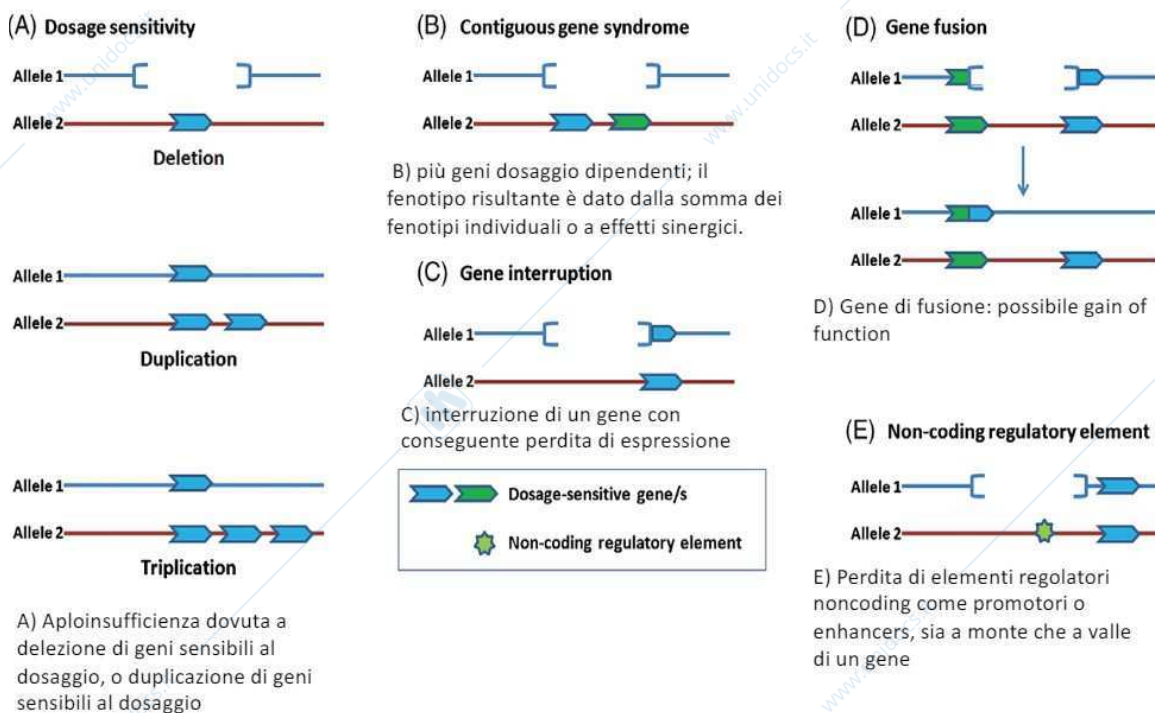 (A) Dosage sensitivity
Allele 1
Allele 2
Deletion
Allele 1
Allele 2
Duplication
Allele 1
Allele 2
Triplication
A) Aploinsufficienza dovuta a
delezione di geni sensibili al
dosaggio, o duplicazione di geni
sensibili al dosaggio
(B) Contiguous gene syndrome
Allele 1
Allele 2
B) più geni dosaggio dipendenti; il
fenotipo risultante è dato dalla somma dei
fenotipi individuali o a effetti sinergici.
(C) Gene interruption
Allele 1
Allele 2
C) interruzione di un gene con
conseguente perdita di espressione
Dosage-sensitive gene/s
Non-coding regulatory element
(D) Gene fusion
Allele 1
Allele 2
Allele 1
Allele 2
D) Gene di fusione: possibile gain of
function
(E) Non-coding regulatory element
Allele 1
Allele 2
E) Perdita di elementi regolatori
noncoding come promotori o
enhancers, sia a monte che a valle
di un gene
www.unidocs.it
www.unidocs.it